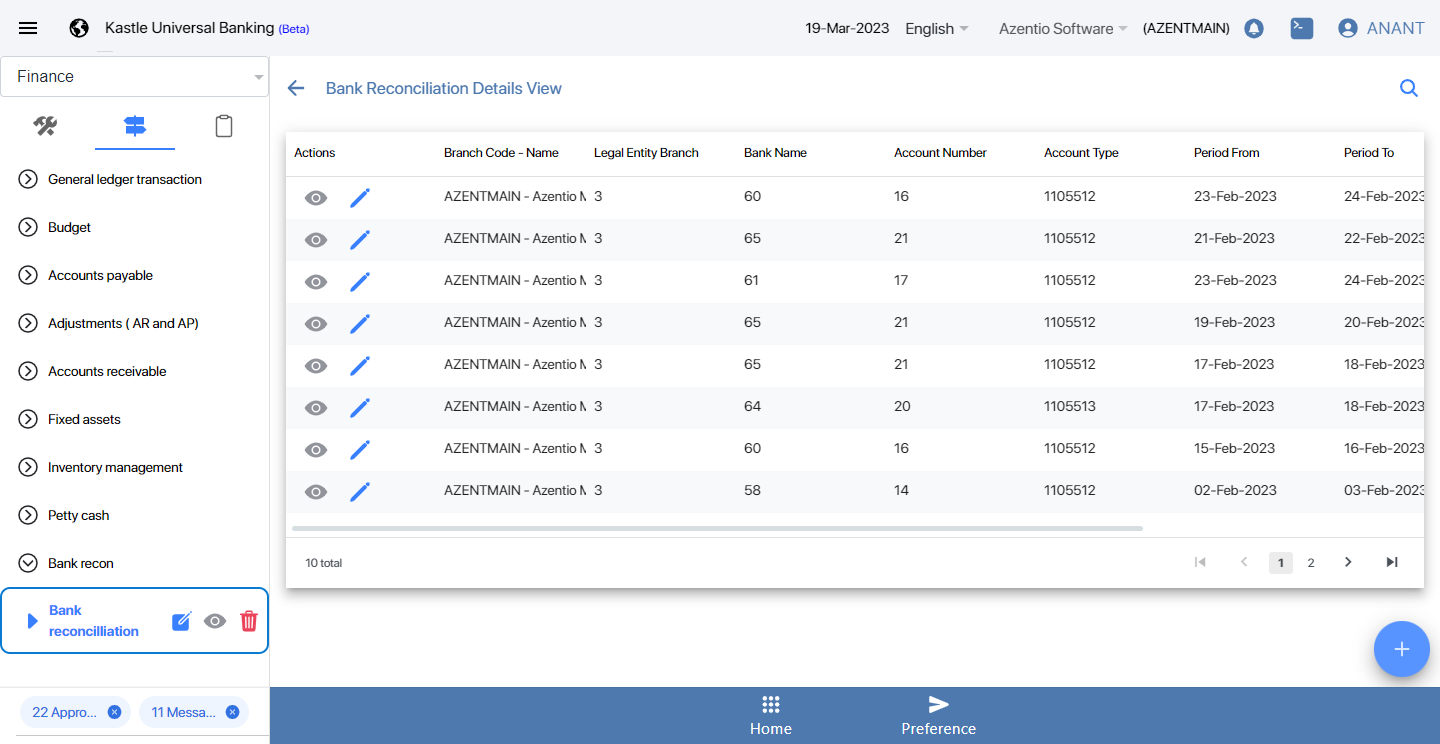 Kastle Universal Banking (Beta)
19-Mar-2023 English Azentio Software (AZENTMAIN) ANANT
Finance
General ledger transaction
Budget
Accounts payable
Adjustments ( AR and AP)
Accounts receivable
Fixed assets
Inventory management
Petty cash
Bank recon
Bank
reconcilliation
22 Appro... 11 Messa...
Bank Reconciliation Details View
Actions Branch Code - Name Legal Entity Branch Bank Name Account Number Account Type Period From Period To
AZENTMAIN - Azentio M 3 60 16 1105512 23-Feb-2023 24-Feb-2023
AZENTMAIN - Azentio M 3 65 21 1105512 21-Feb-2023 22-Feb-2023
AZENTMAIN - Azentio M 3 61 17 1105512 23-Feb-2023 24-Feb-2023
AZENTMAIN - Azentio M 3 65 21 1105512 19-Feb-2023 20-Feb-2023
AZENTMAIN - Azentio M 3 65 21 1105512 17-Feb-2023 18-Feb-2023
AZENTMAIN - Azentio M 3 64 20 1105513 17-Feb-2023 18-Feb-2023
AZENTMAIN - Azentio M 3 60 16 1105512 15-Feb-2023 16-Feb-2023
AZENTMAIN - Azentio M 3 58 14 1105512 02-Feb-2023 03-Feb-2023
10 total 1 2
Home Preference